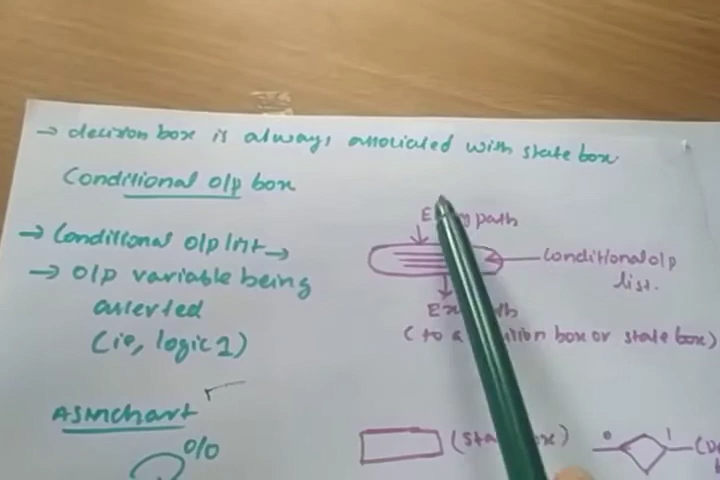 → decision box is always associated with state box
Conditional o/p box
→ Conditional o/p list →
→ o/p variable being
asserted
(ie, logic 1)
path
Conditional o/p
list.
(to a box or state box)
ASMchart
0/0
0
1